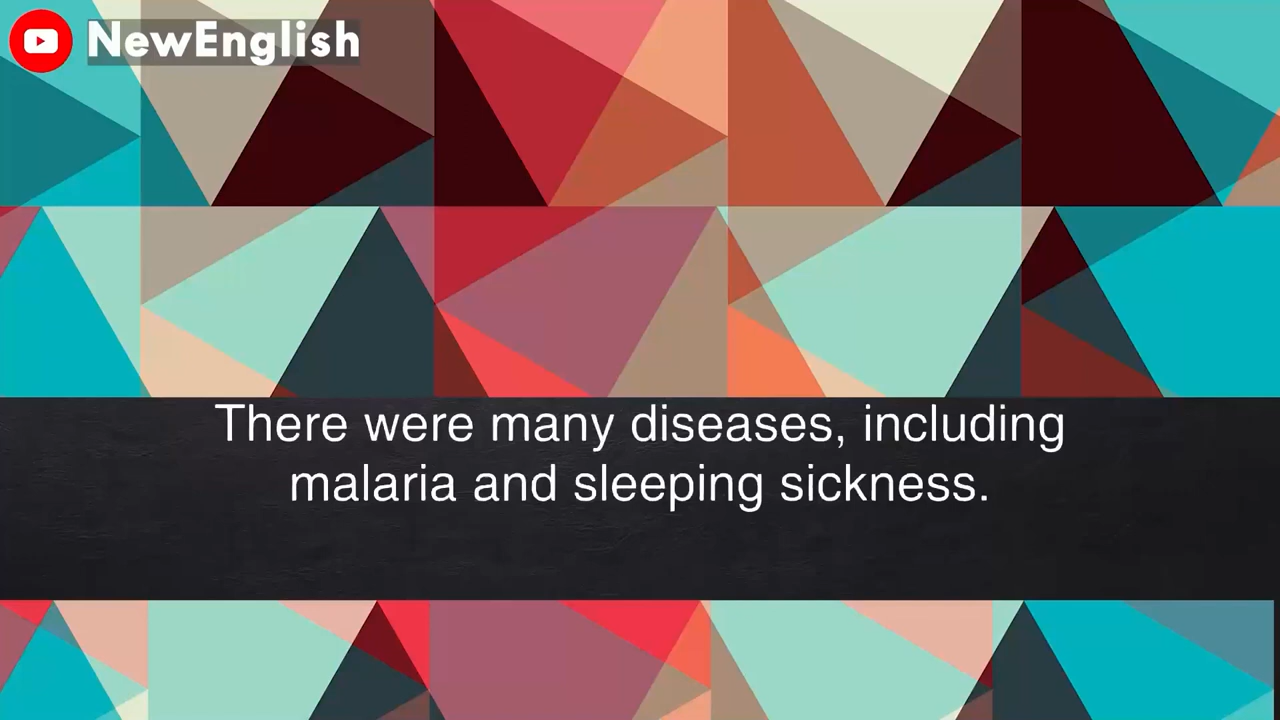 NewEnglish
There were many diseases, including
malaria and sleeping sickness.